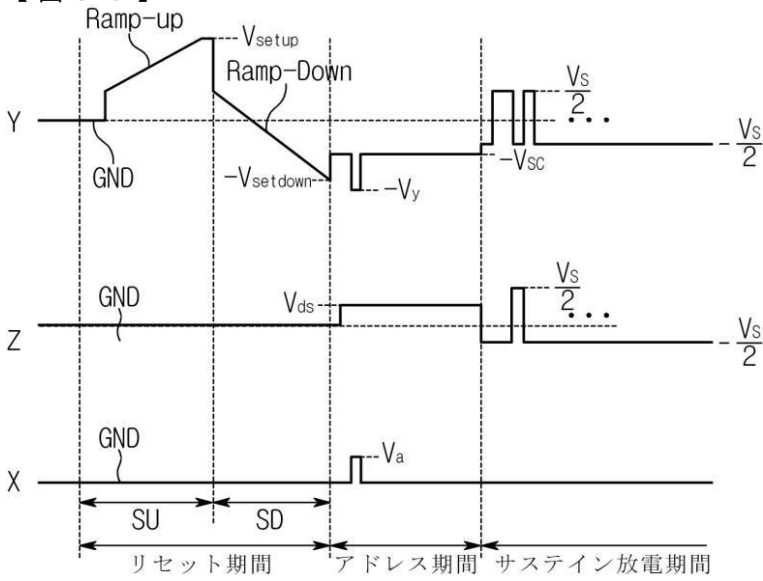 Ramp-up
Vsetup
Ramp-Down
Y
GND
-Vsetdown
-Vy
-Vsc
Vs
2
- Vs
2
GND
Vds
Z
Vs
2
- Vs
2
GND
Va
X
SU
SD
リセット期間
アドレス期間
サステイン放電期間